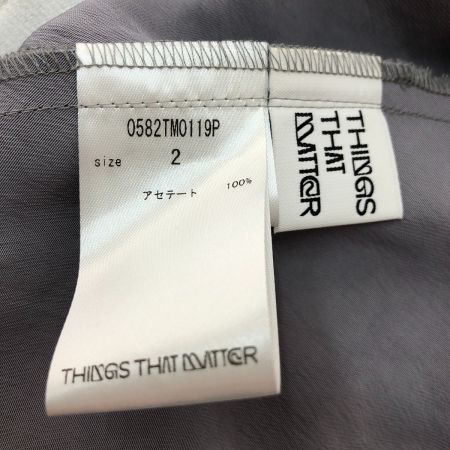 0582TM0119P
size 2
アセテート 100%
THINGS THAT MATTER
THINGS
THAT
MATTER